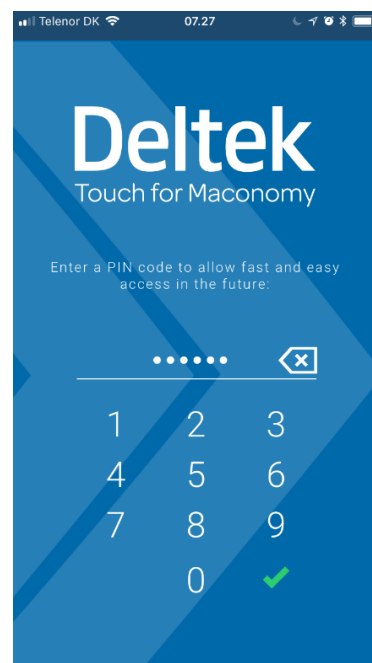 Telenor DK 07.27
Deltek
Touch for Maconomy
Enter a PIN code to allow fast and easy
access in the future:
••••••
1 2 3
4 5 6
7 8 9
0